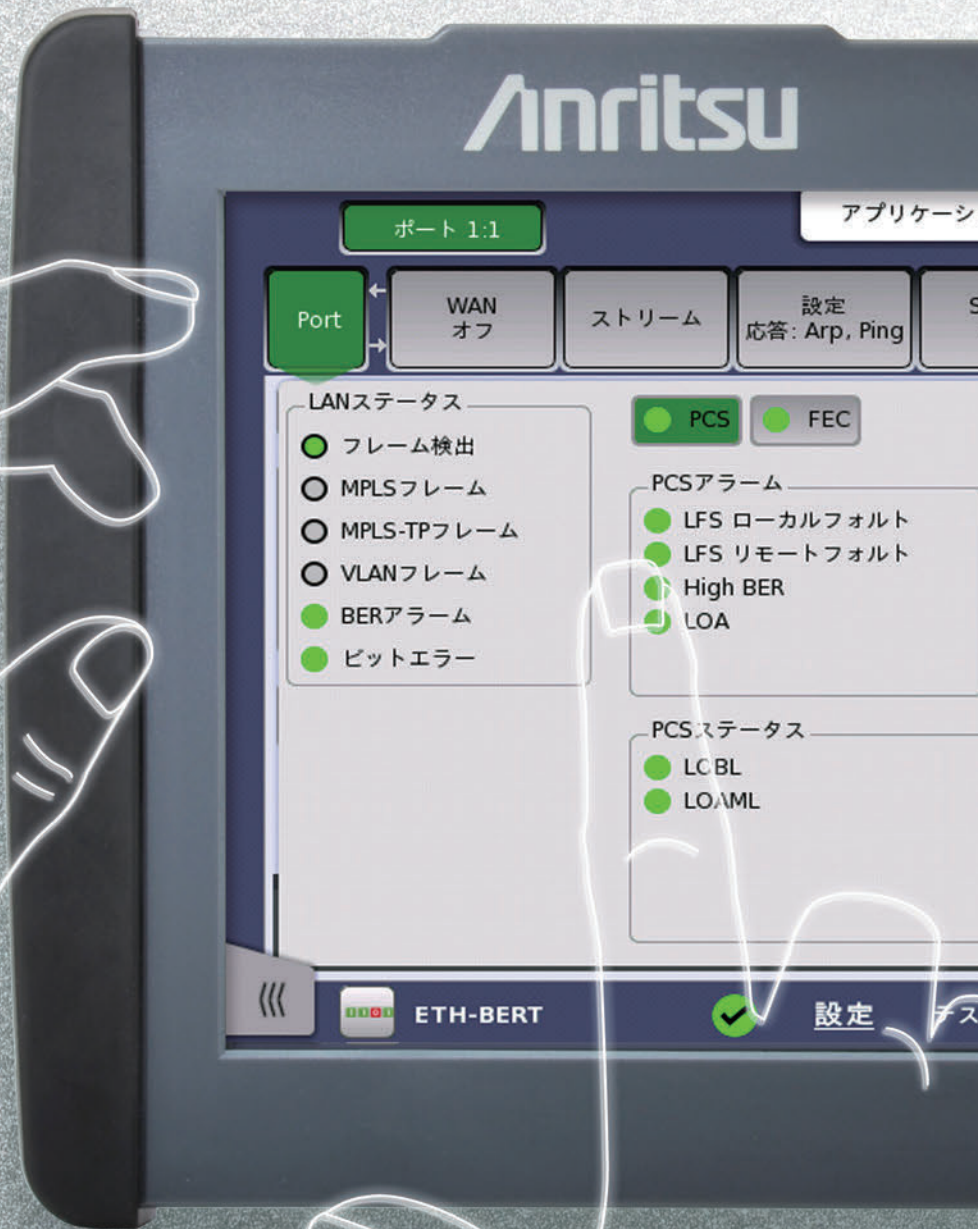 Anritsu
ポート 1:1
アプリケーシ
Port
WAN
オフ
ストリーム
設定
応答: Arp, Ping
S
LANステータス
フレーム検出
MPLSフレーム
MPLS-TPフレーム
VLANフレーム
BERアラーム
ビットエラー
PCS
FEC
PCSアラーム
LFS ローカルフォルト
LFS リモートフォルト
High BER
LOA
PCSステータス
LOBL
LOAML
ETH-BERT
設定
テス